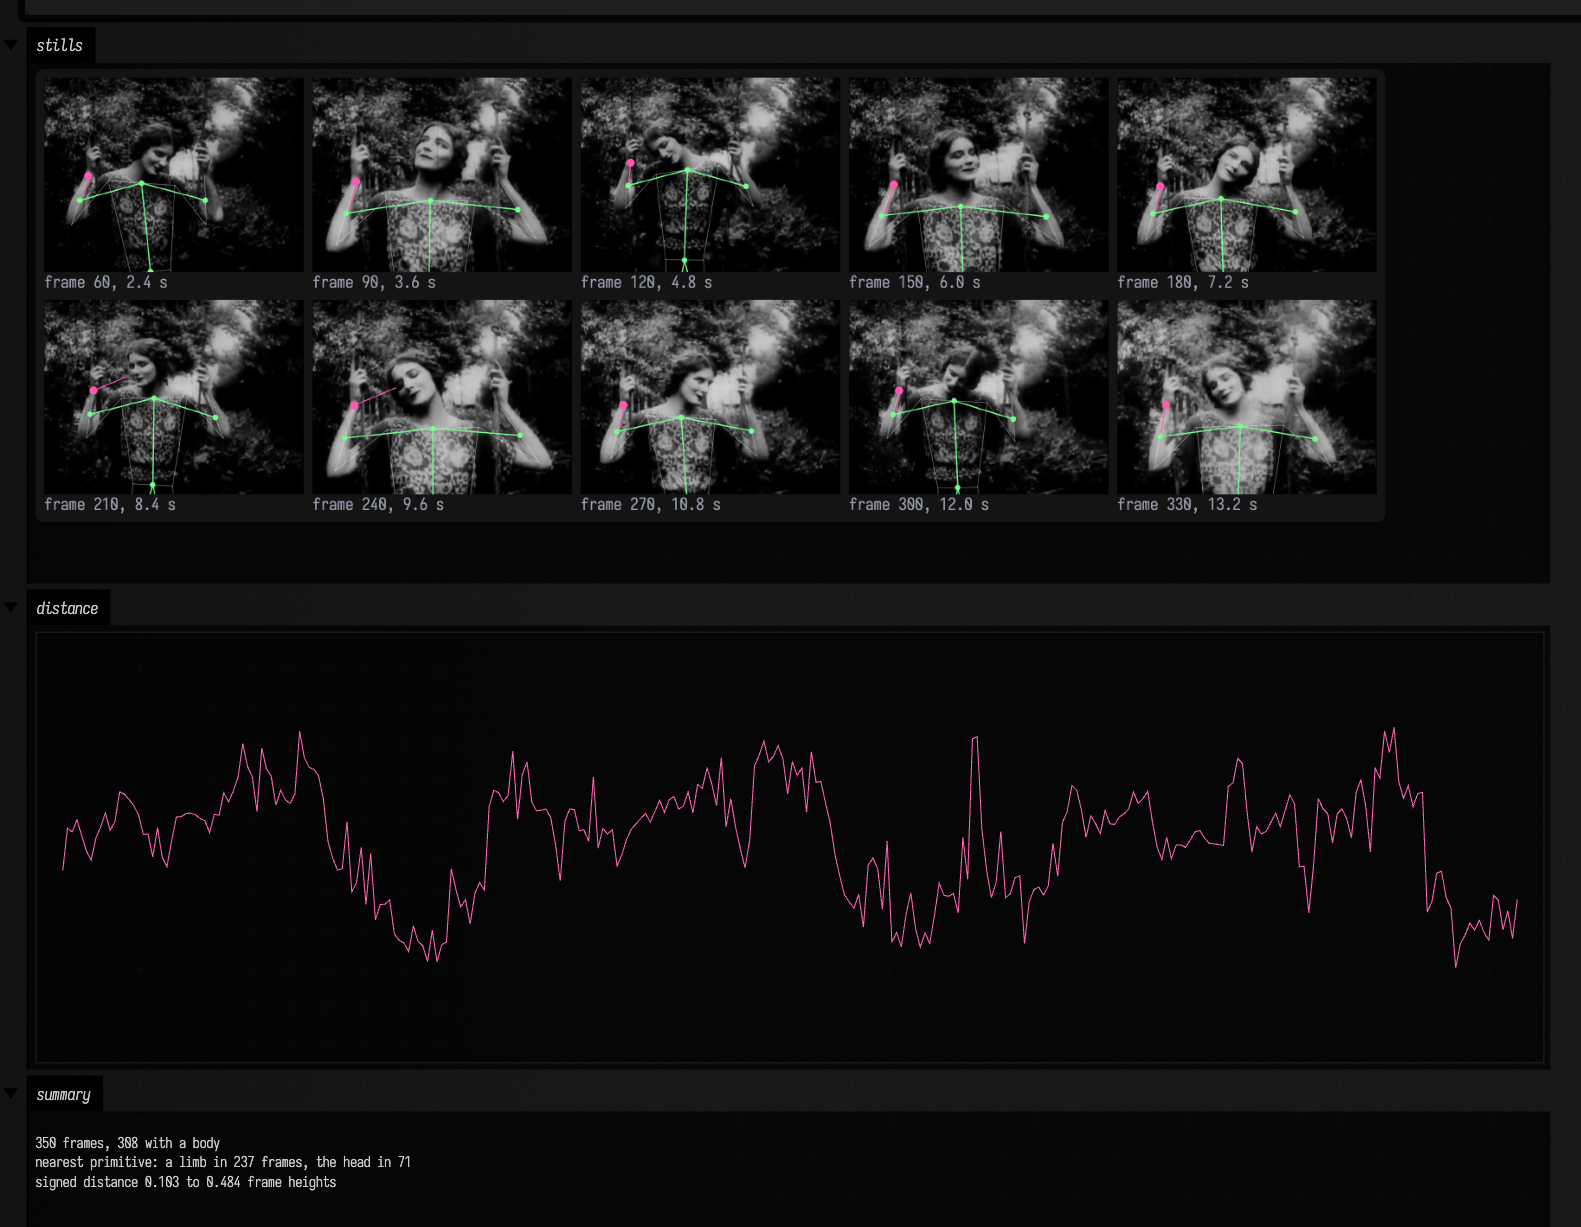 stills
frame 60, 2.4 s
frame 90, 3.6 s
frame 120, 4.8 s
frame 150, 6.0 s
frame 180, 7.2 s
frame 210, 8.4 s
frame 240, 9.6 s
frame 270, 10.8 s
frame 300, 12.0 s
frame 330, 13.2 s
distance
summary
350 frames, 308 with a body
nearest primitive: a limb in 237 frames, the head in 71
signed distance 0.103 to 0.484 frame heights